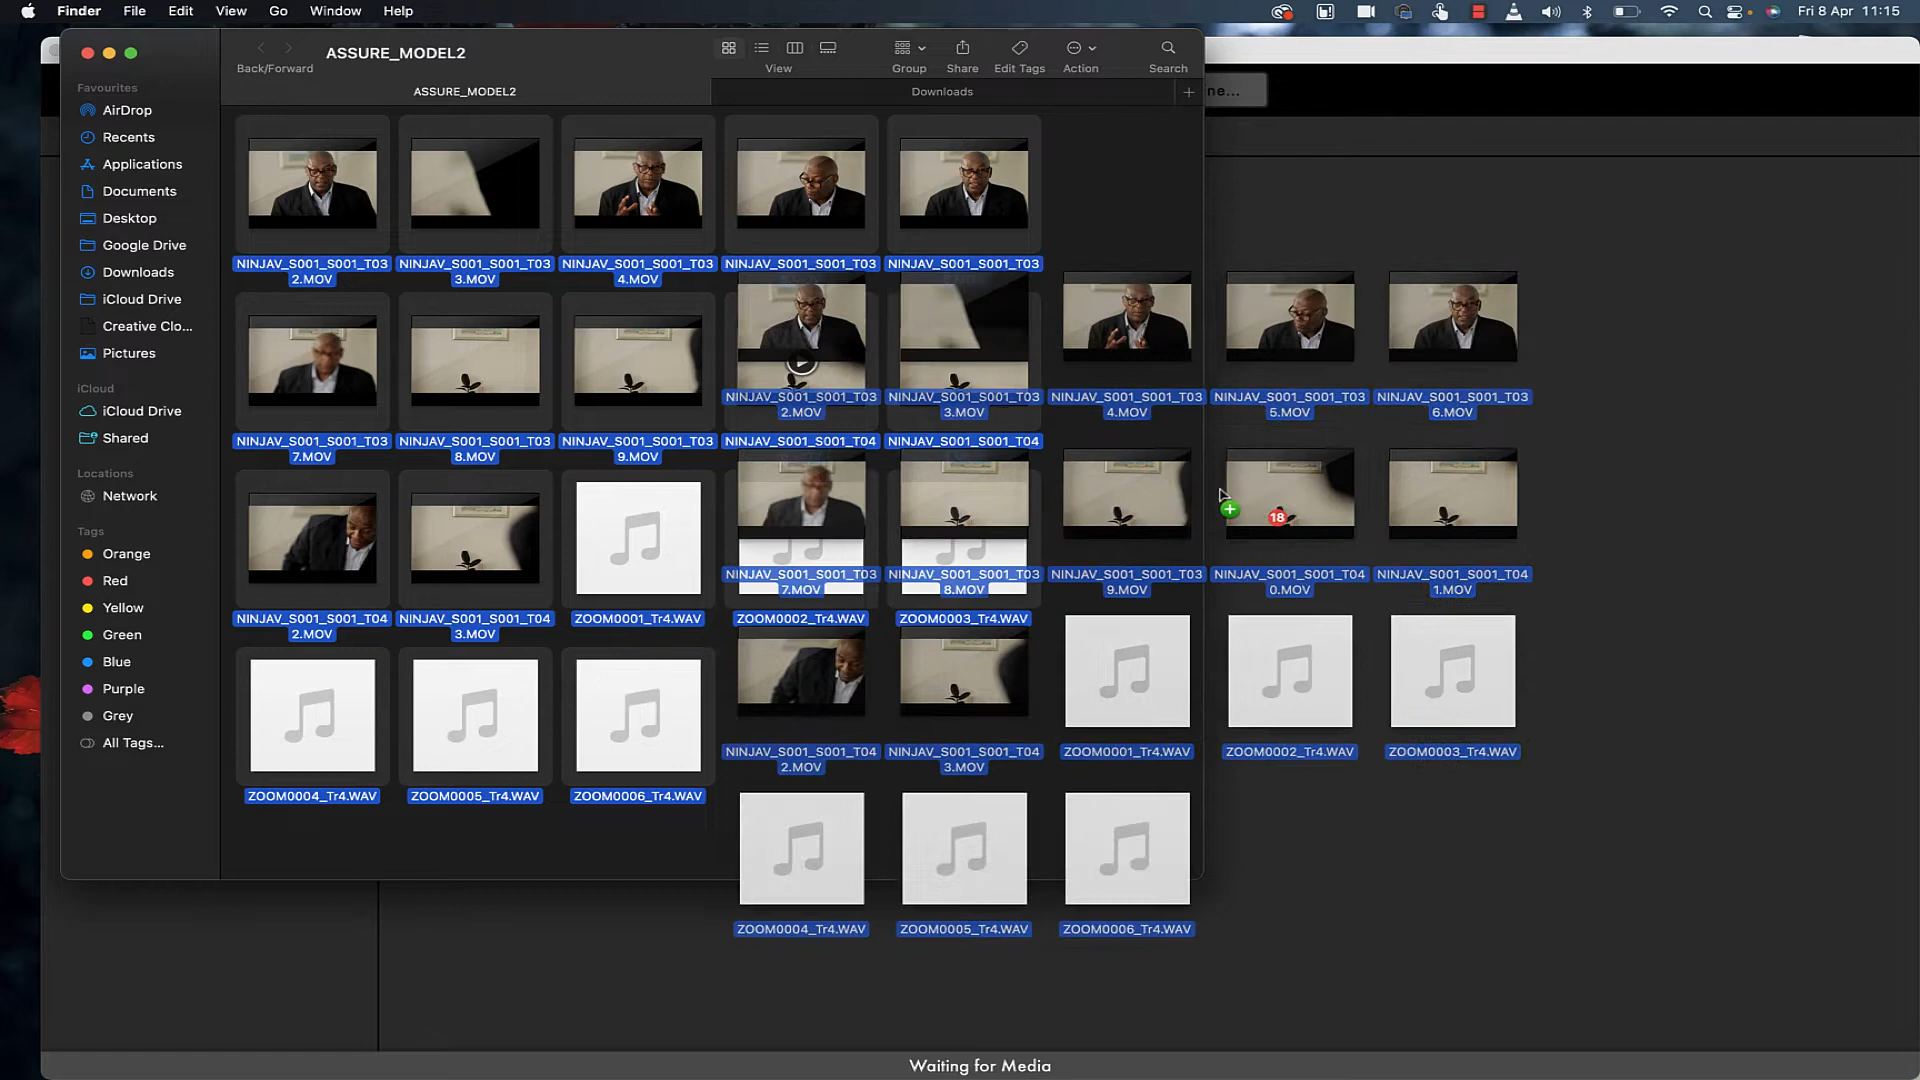 Finder File Edit View Go Window Help
Fri 8 Apr 11:15
ASSURE_MODEL2
Back/Forward
View
Group
Share
Edit Tags
Action
Search
ASSURE_MODEL2
Downloads
ne...
Favourites
AirDrop
Recents
Applications
Documents
Desktop
Google Drive
Downloads
iCloud Drive
Creative Clo...
Pictures
iCloud
iCloud Drive
Shared
Locations
Network
Tags
Orange
Red
Yellow
Green
Blue
Purple
Grey
All Tags...
NINJAV_S001_S001_T03
2.MOV
NINJAV_S001_S001_T03
3.MOV
NINJAV_S001_S001_T03
4.MOV
NINJAV_S001_S001_T03
NINJAV_S001_S001_T03
NINJAV_S001_S001_T03
7.MOV
NINJAV_S001_S001_T03
8.MOV
NINJAV_S001_S001_T03
9.MOV
NINJAV_S001_S001_T04
NINJAV_S001_S001_T04
NINJAV_S001_S001_T04
2.MOV
NINJAV_S001_S001_T04
3.MOV
ZOOM0001_Tr4.WAV
ZOOM0002_Tr4.WAV
ZOOM0003_Tr4.WAV
ZOOM0004_Tr4.WAV
ZOOM0005_Tr4.WAV
ZOOM0006_Tr4.WAV
NINJAV_S001_S001_T03
2.MOV
NINJAV_S001_S001_T03
3.MOV
NINJAV_S001_S001_T03
4.MOV
NINJAV_S001_S001_T03
5.MOV
NINJAV_S001_S001_T03
6.MOV
18
NINJAV_S001_S001_T03
7.MOV
NINJAV_S001_S001_T03
8.MOV
NINJAV_S001_S001_T03
9.MOV
NINJAV_S001_S001_T04
0.MOV
NINJAV_S001_S001_T04
1.MOV
NINJAV_S001_S001_T04
2.MOV
NINJAV_S001_S001_T04
3.MOV
ZOOM0001_Tr4.WAV
ZOOM0002_Tr4.WAV
ZOOM0003_Tr4.WAV
ZOOM0004_Tr4.WAV
ZOOM0005_Tr4.WAV
ZOOM0006_Tr4.WAV
Waiting for Media